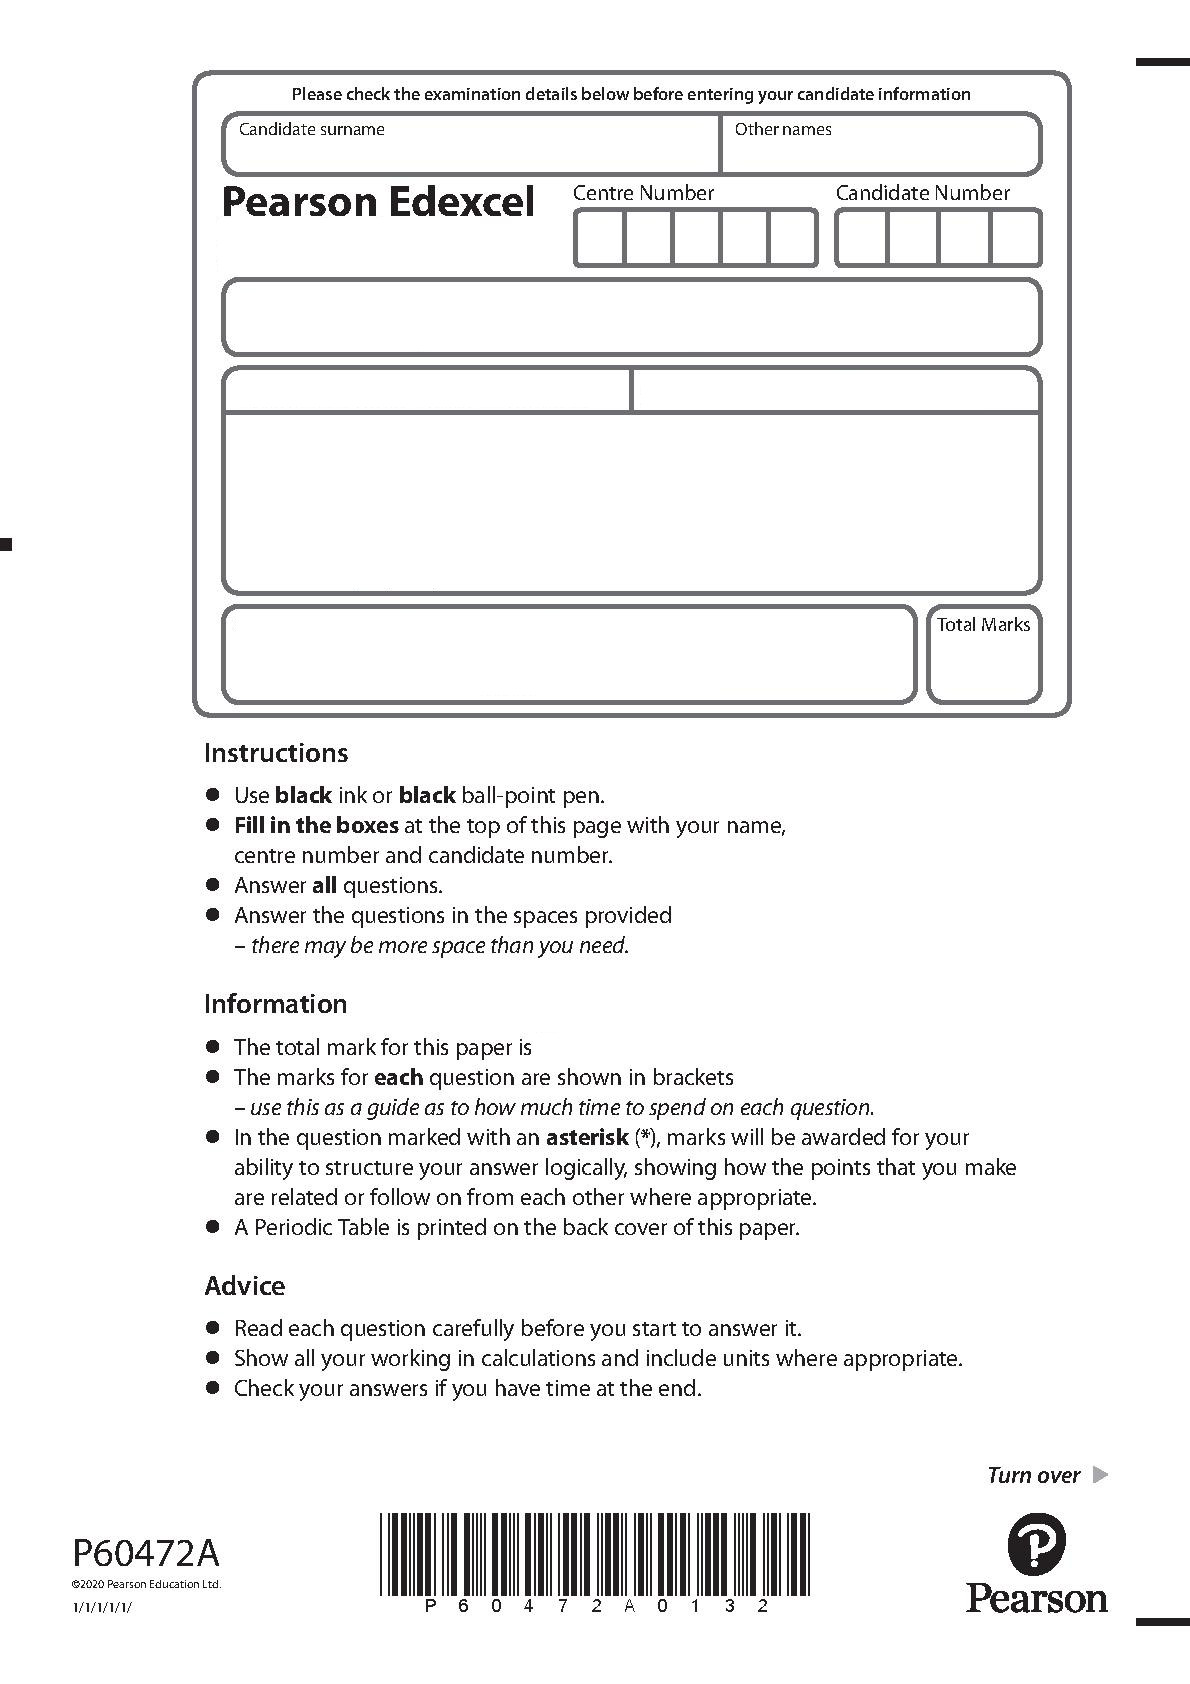 Please check the examination details below before entering your candidate information
Candidate surname
Other names
Pearson Edexcel
Centre Number
Candidate Number
Total Marks
Instructions
● Use black ink or black ball-point pen.
● Fill in the boxes at the top of this page with your name,
centre number and candidate number.
● Answer all questions.
● Answer the questions in the spaces provided
– there may be more space than you need.
Information
● The total mark for this paper is
● The marks for each question are shown in brackets
– use this as a guide as to how much time to spend on each question.
● In the question marked with an asterisk (*), marks will be awarded for your
ability to structure your answer logically, showing how the points that you make
are related or follow on from each other where appropriate.
● A Periodic Table is printed on the back cover of this paper.
Advice
● Read each question carefully before you start to answer it.
● Show all your working in calculations and include units where appropriate.
● Check your answers if you have time at the end.
Turn over
P60472A
©2020 Pearson Education Ltd.
1/1/1/1/1/
P 6 0 4 7 2 A 0 1 3 2
Pearson